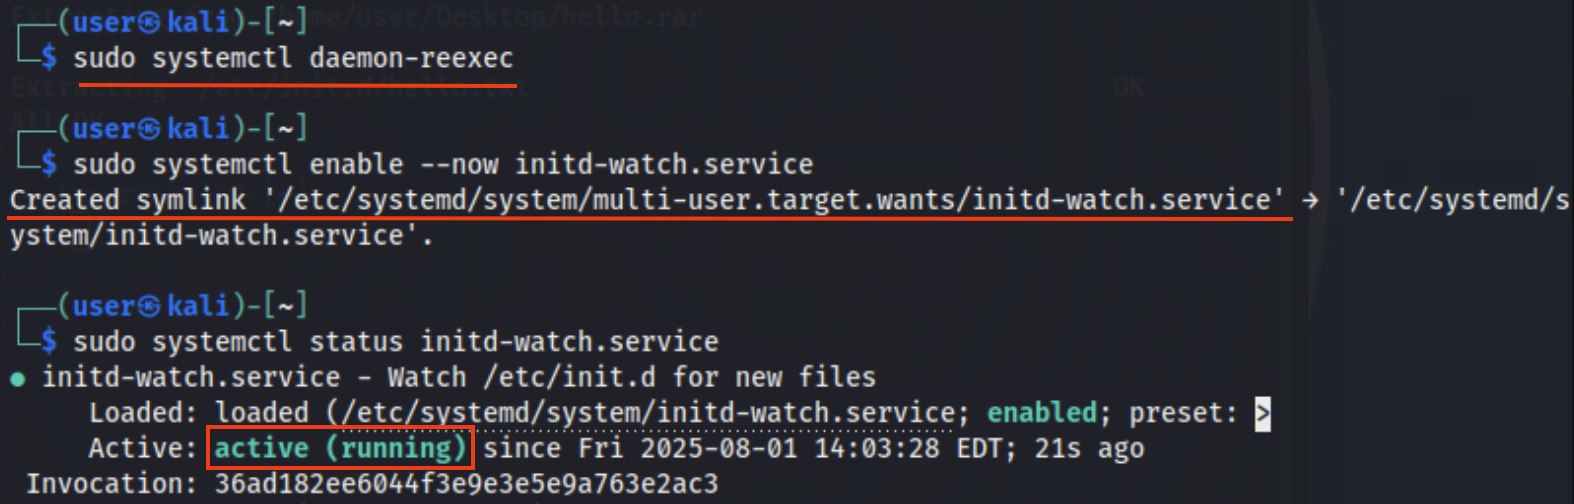 (user㉿kali)-[~]
$ sudo systemctl daemon-reexec
(user㉿kali)-[~]
$ sudo systemctl enable --now initd-watch.service
Created symlink '/etc/systemd/system/multi-user.target.wants/initd-watch.service' → '/etc/systemd/s
ystem/initd-watch.service'.
(user㉿kali)-[~]
$ sudo systemctl status initd-watch.service
● initd-watch.service - Watch /etc/init.d for new files
Loaded: loaded (/etc/systemd/system/initd-watch.service; enabled; preset: >
Active: active (running) since Fri 2025-08-01 14:03:28 EDT; 21s ago
Invocation: 36ad182ee6044f3e9e3e5e9a763e2ac3